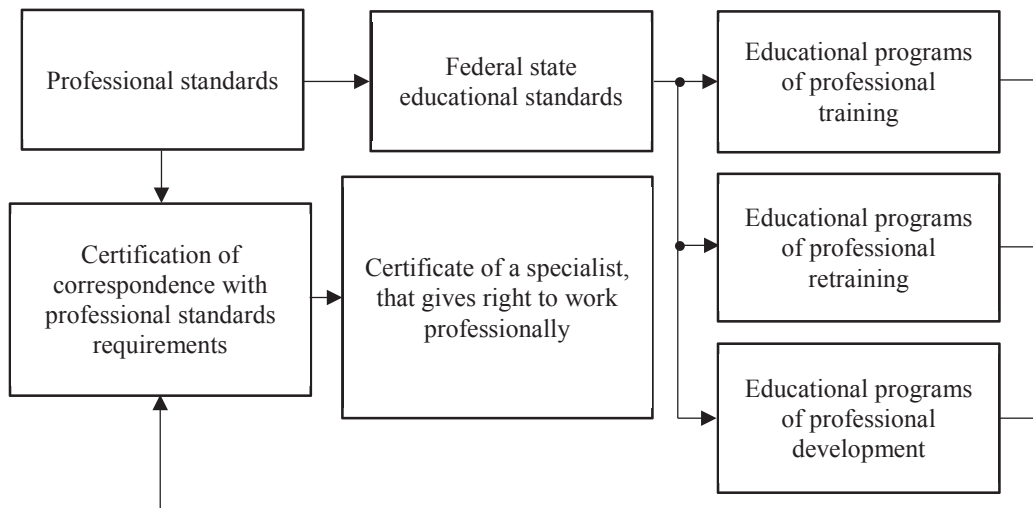 Professional standards
Federal state
educational standards
Educational programs
of professional
training
Certification of
correspondence with
professional standards
requirements
Certificate of a specialist,
that gives right to work
professionally
Educational programs
of professional
retraining
Educational programs
of professional
development